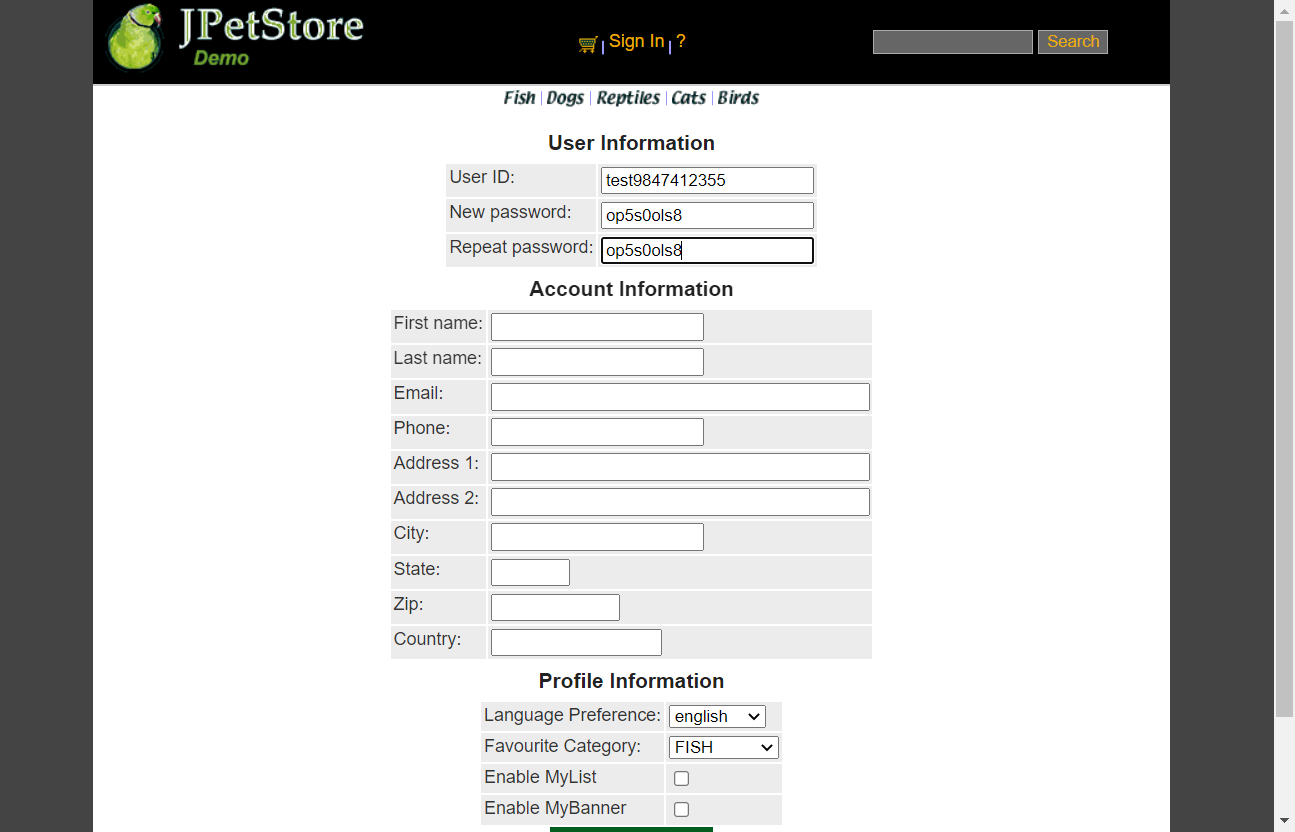 JPetStore
Demo
Sign In | ?
Search
Fish | Dogs | Reptiles | Cats | Birds
User Information
User ID: test9847412355
New password: op5s0ols8
Repeat password: op5s0ols8
Account Information
First name:
Last name:
Email:
Phone:
Address 1:
Address 2:
City:
State:
Zip:
Country:
Profile Information
Language Preference: english
Favourite Category: FISH
Enable MyList
Enable MyBanner